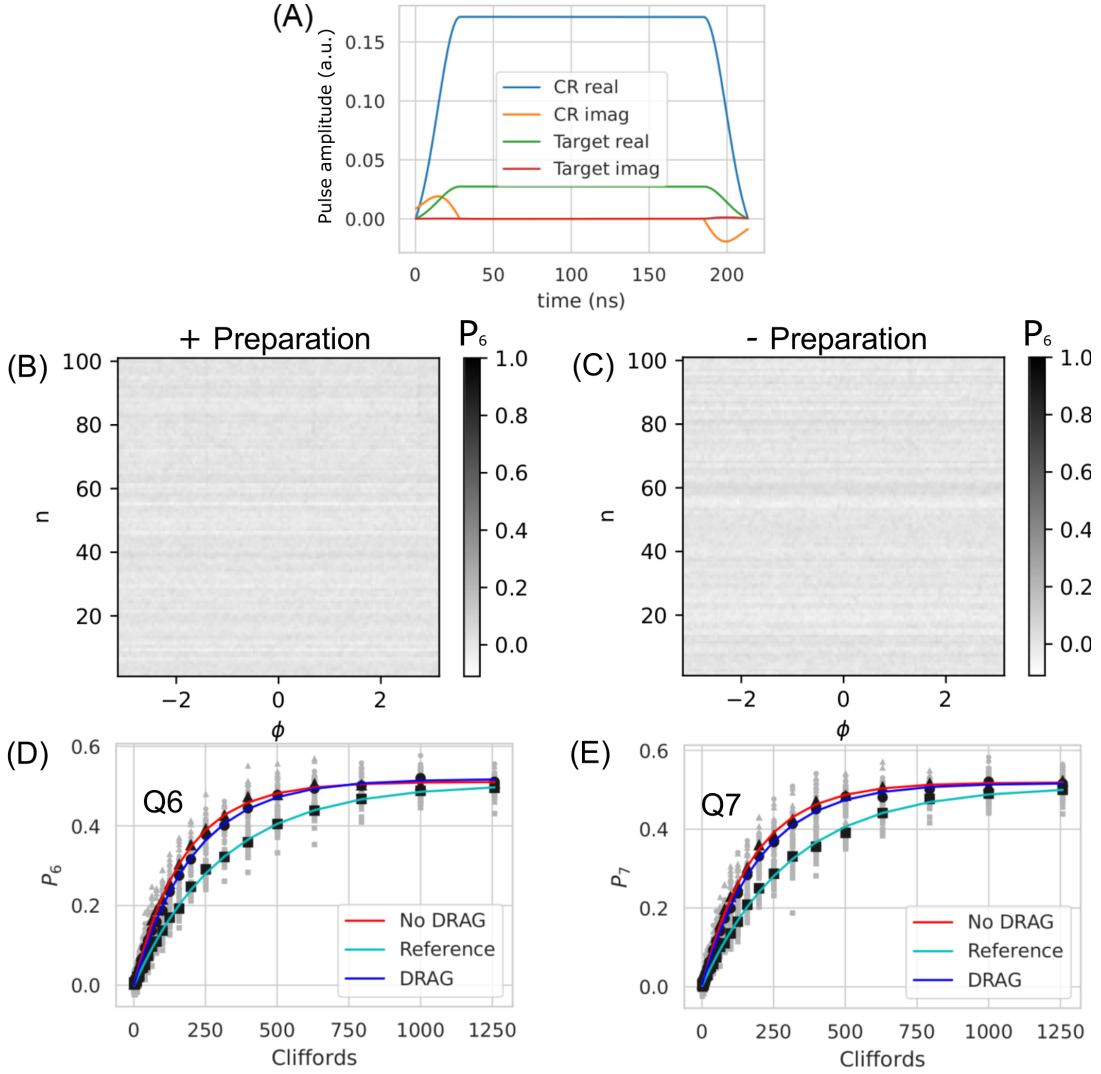 (A)
Pulse amplitude (a.u.)
0.15
0.10
0.05
0.00
CR real
CR imag
Target real
Target imag
0 50 100 150 200
time (ns)
(B)
+ Preparation
P6
n
100
80
60
40
20
−2 0 2
ϕ
1.0
0.8
0.6
0.4
0.2
0.0
(C)
- Preparation
P6
n
100
80
60
40
20
−2 0 2
ϕ
1.0
0.8
0.6
0.4
0.2
0.0
(D)
Q6
P6
0.6
0.4
0.2
0.0
No DRAG
Reference
DRAG
0 250 500 750 1000 1250
Cliffords
(E)
Q7
P7
0.6
0.4
0.2
0.0
No DRAG
Reference
DRAG
0 250 500 750 1000 1250
Cliffords